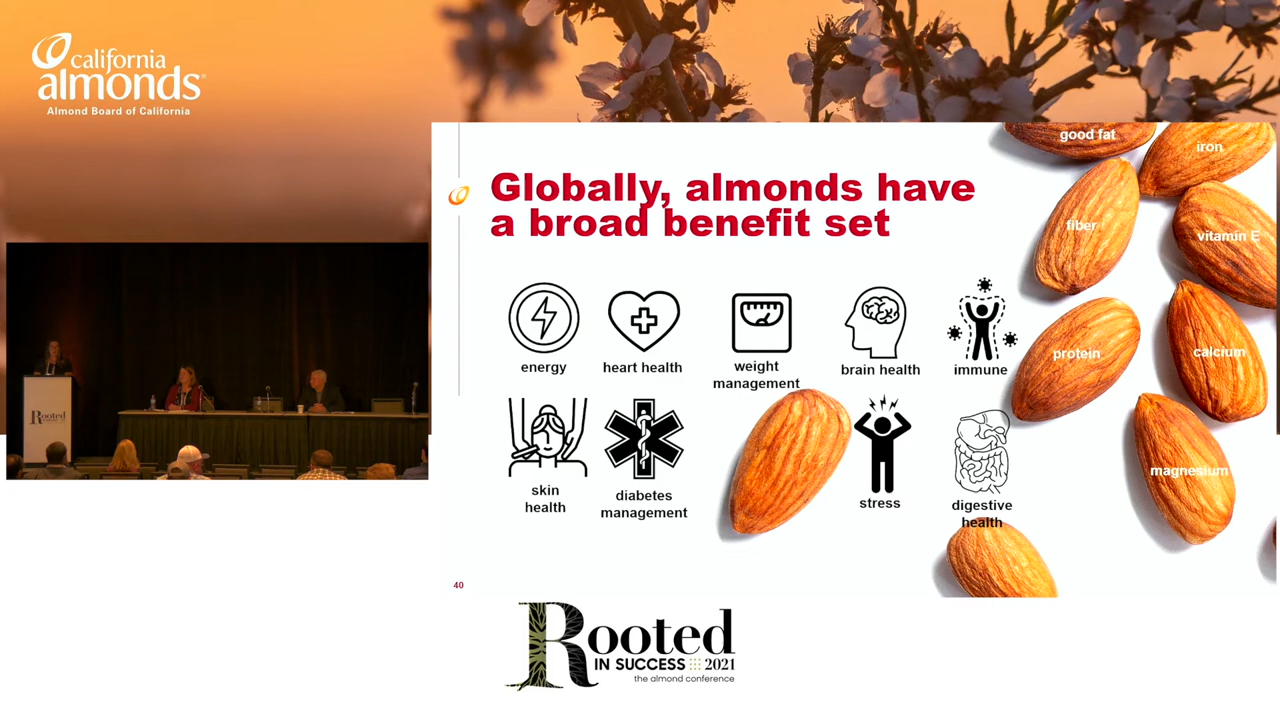 california
almonds®
Almond Board of California
Globally, almonds have
a broad benefit set
good fat
iron
fiber
vitamin E
protein
calcium
magnesium
energy
heart health
weight
management
brain health
immune
skin
health
diabetes
management
stress
digestive
health
40
Rooted
Rooted
IN SUCCESS 2021
the almond conference